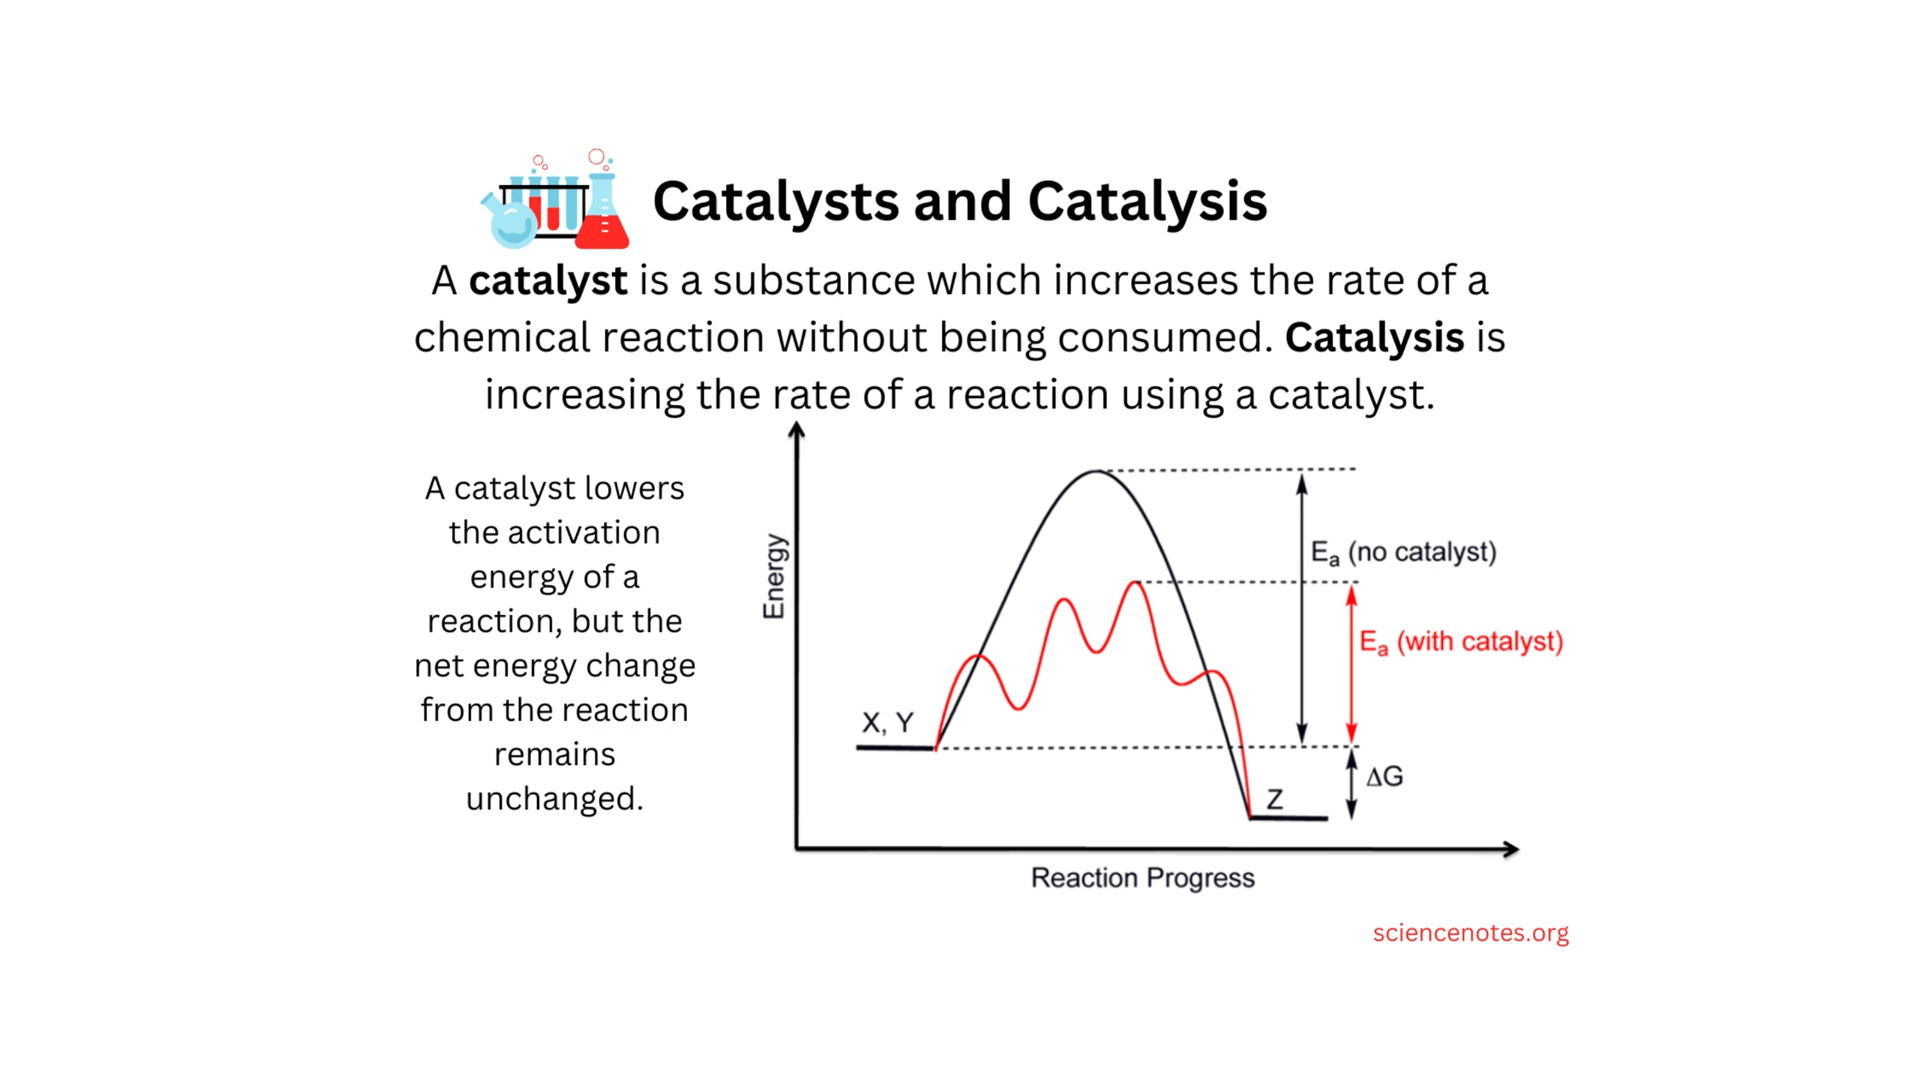 Catalysts and Catalysis
A catalyst is a substance which increases the rate of a
chemical reaction without being consumed. Catalysis is
increasing the rate of a reaction using a catalyst.
A catalyst lowers
the activation
energy of a
reaction, but the
net energy change
from the reaction
remains
unchanged.
Energy
Ea (no catalyst)
Ea (with catalyst)
X, Y
ΔG
Z
Reaction Progress
sciencenotes.org